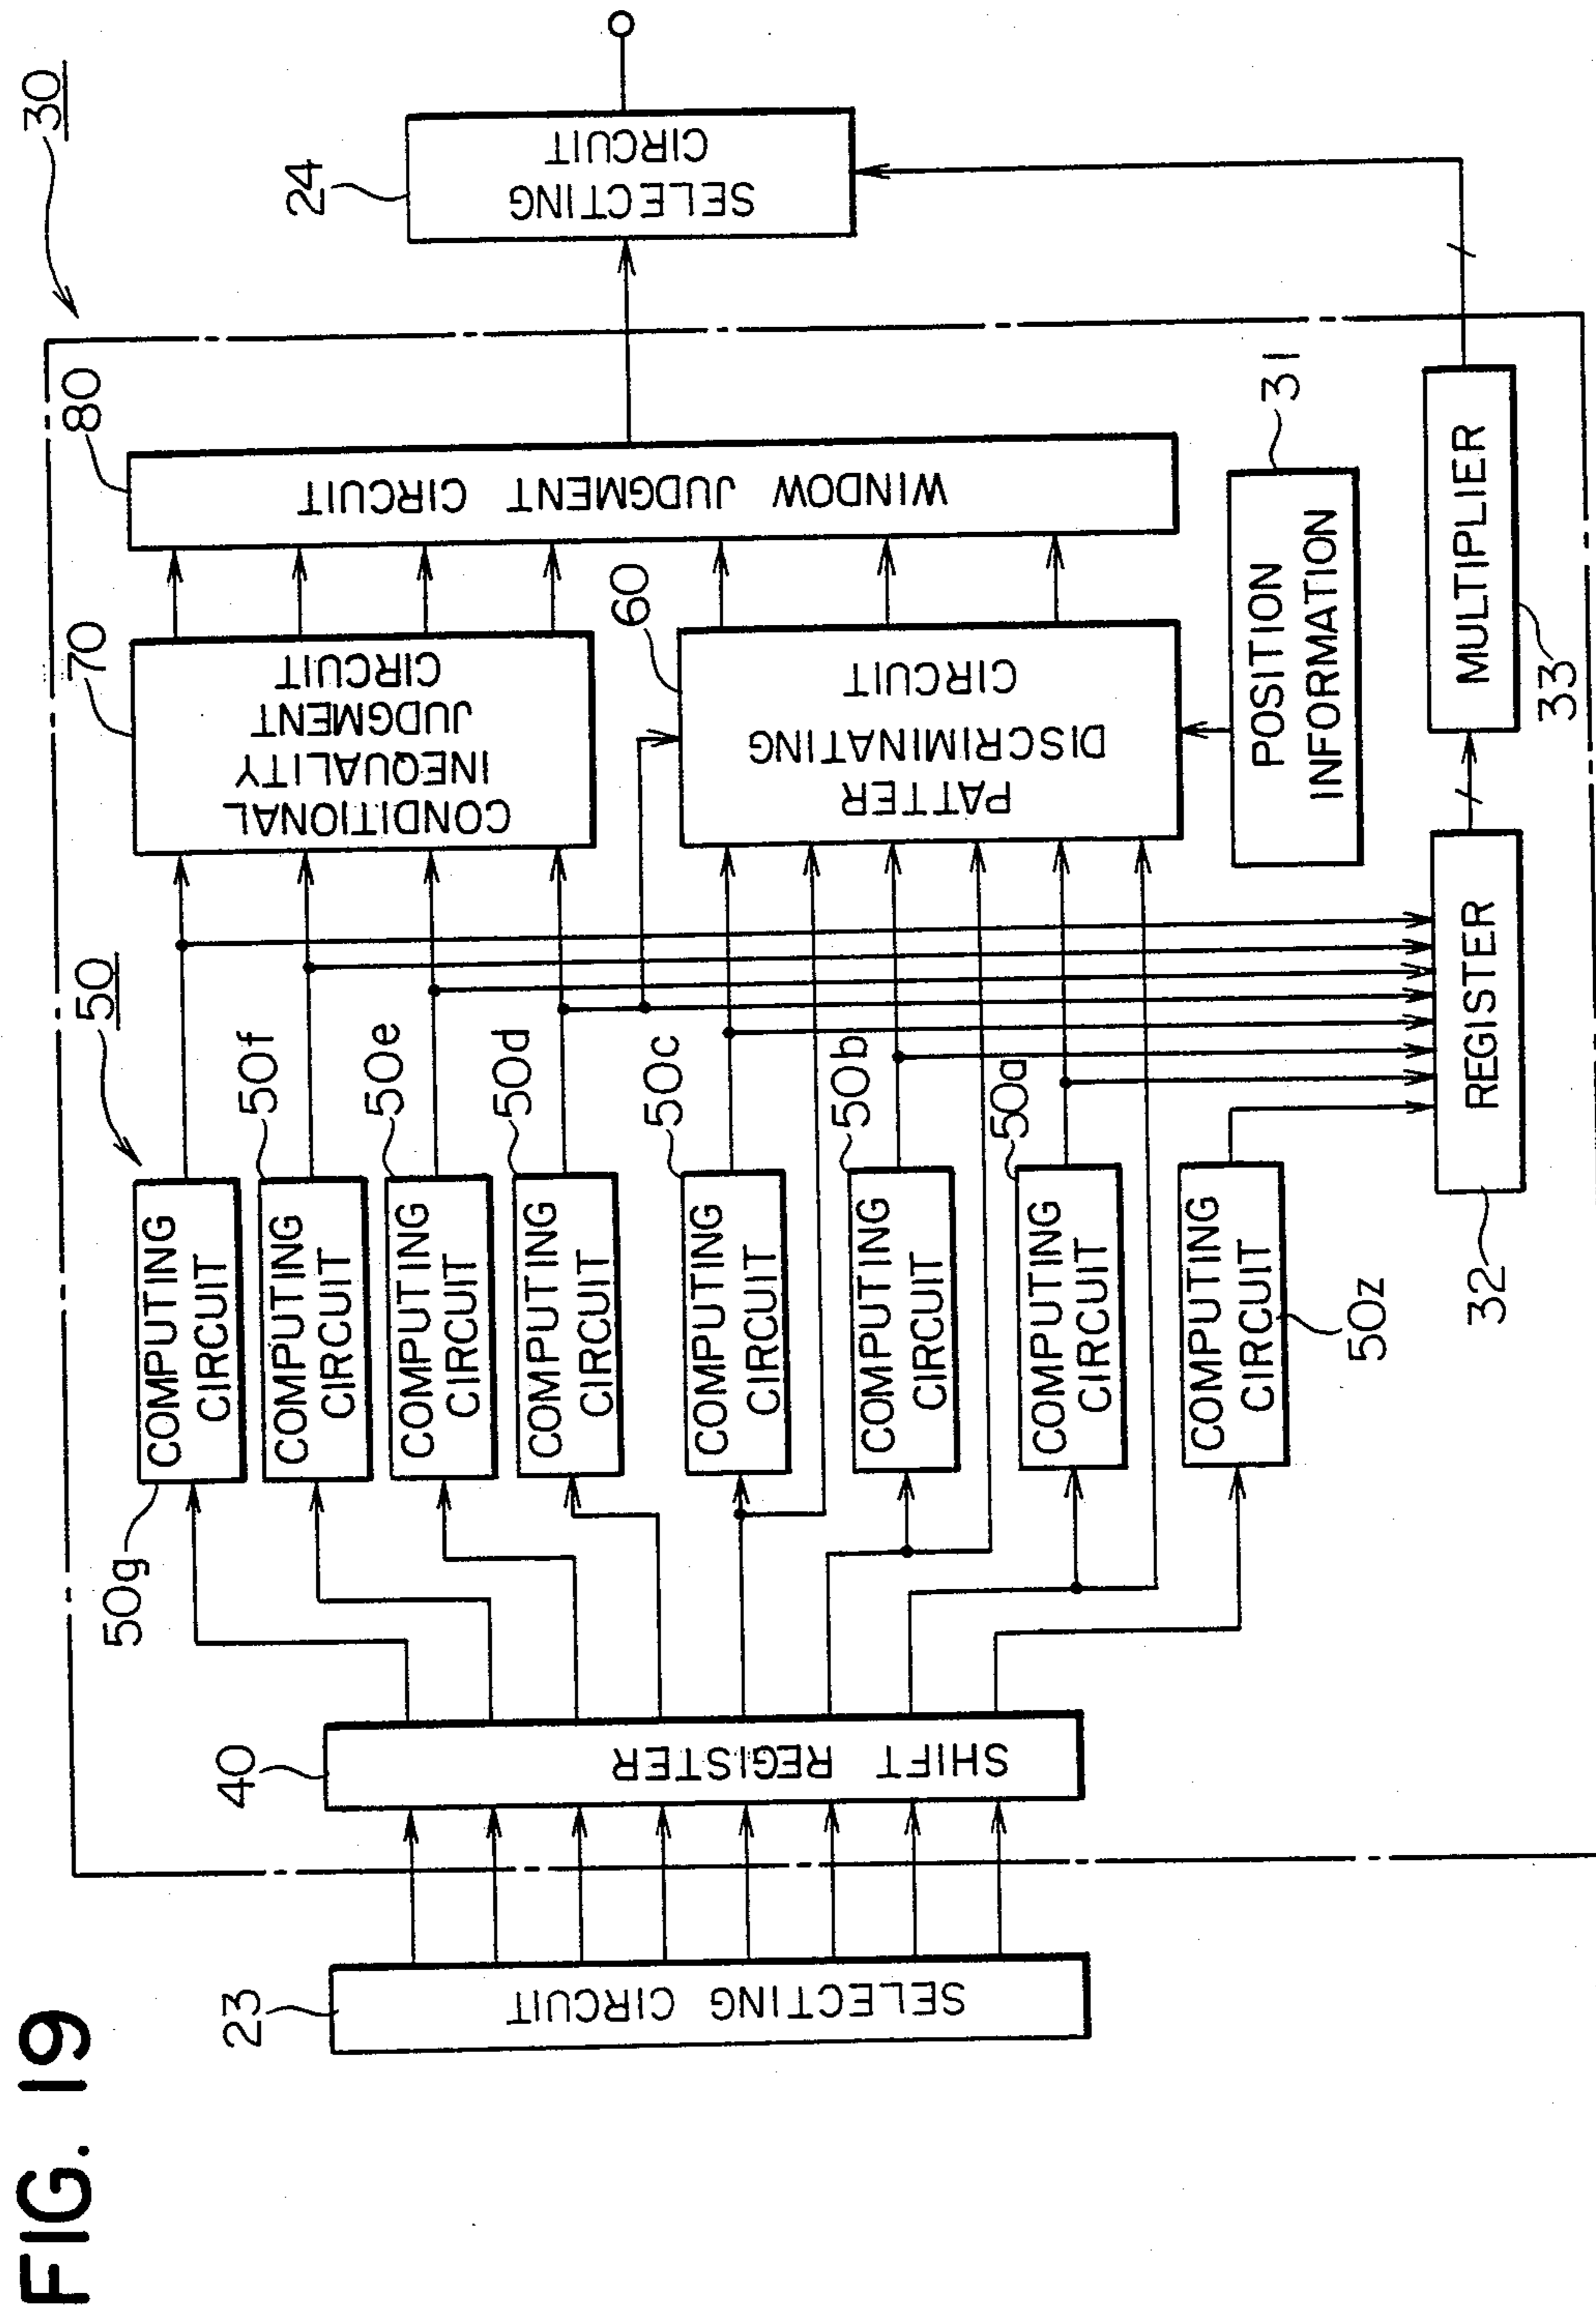 FIG. 19
30
23
SELECTING CIRCUIT
40
SHIFT REGISTER
50
50g
COMPUTING
CIRCUIT
50f
COMPUTING
CIRCUIT
50e
COMPUTING
CIRCUIT
50d
COMPUTING
CIRCUIT
50c
COMPUTING
CIRCUIT
50b
COMPUTING
CIRCUIT
50a
COMPUTING
CIRCUIT
COMPUTING
CIRCUIT
50z
70
CONDITIONAL
INEQUALITY
JUDGMENT
CIRCUIT
60
PATTER
DISCRIMINATING
CIRCUIT
80
WINDOW JUDGMENT CIRCUIT
24
SELECTING
CIRCUIT
31
POSITION
INFORMATION
REGISTER
32
MULTIPLIER
33